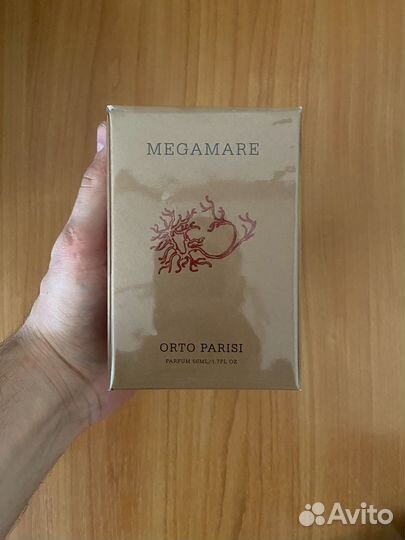 MEGAMARE
ORTO PARISI
PARFUM 50ML/1.7FL OZ
Avito